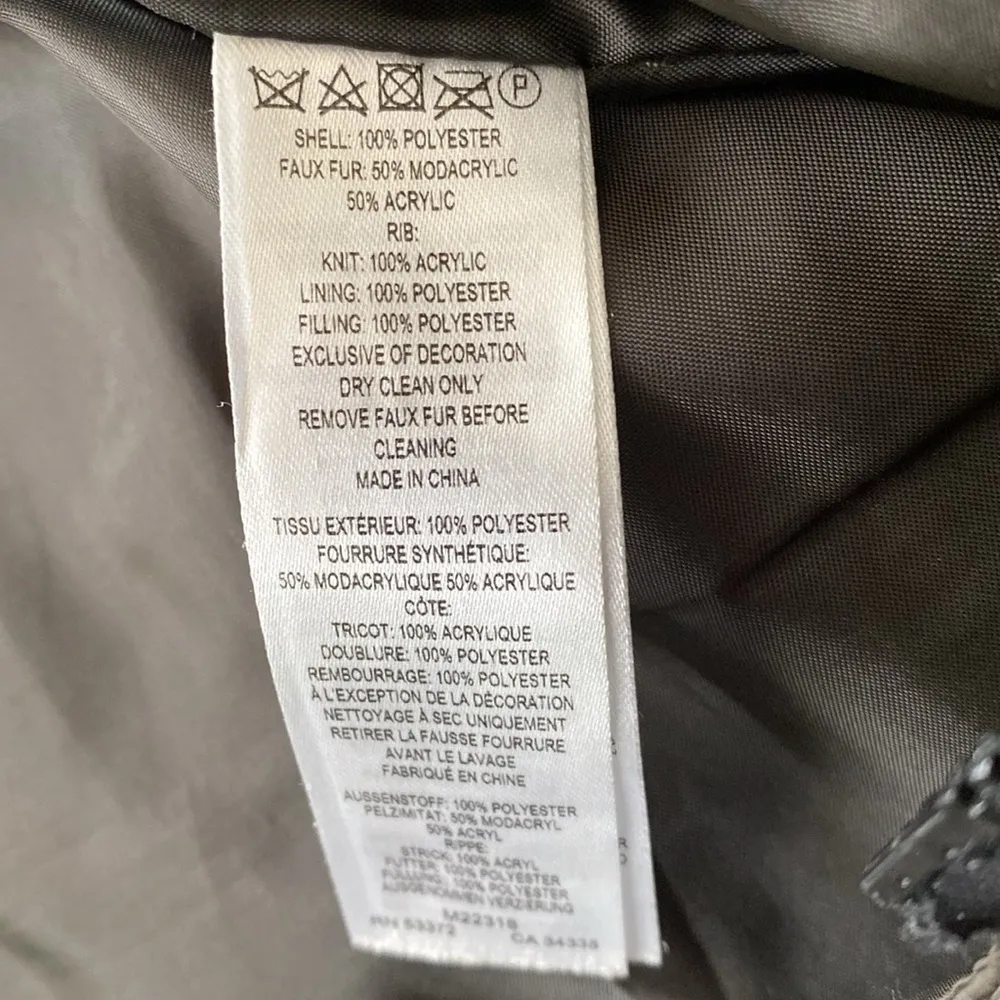 P
SHELL: 100% POLYESTER
FAUX FUR: 50% MODACRYLIC
50% ACRYLIC
RIB:
KNIT: 100% ACRYLIC
LINING: 100% POLYESTER
FILLING: 100% POLYESTER
EXCLUSIVE OF DECORATION
DRY CLEAN ONLY
REMOVE FAUX FUR BEFORE
CLEANING
MADE IN CHINA
TISSU EXTÉRIEUR: 100% POLYESTER
FOURRURE SYNTHÉTIQUE:
50% MODACRYLIQUE 50% ACRYLIQUE
CÔTE:
TRICOT: 100% ACRYLIQUE
DOUBLURE: 100% POLYESTER
REMBOURRAGE: 100% POLYESTER
À L'EXCEPTION DE LA DÉCORATION
NETTOYAGE À SEC UNIQUEMENT
RETIRER LA FAUSSE FOURRURE
AVANT LE LAVAGE
FABRIQUÉ EN CHINE
AUSSENSTOFF: 100% POLYESTER
PELZIMITAT: 50% MODACRYL
50% ACRYL
RIPPE:
STRICK: 100% ACRYL
FUTTER: 100% POLYESTER
FÜLLUNG: 100% POLYESTER
AUSGENOMMEN VERZIERUNG
M22318
RN 53372 CA 34335